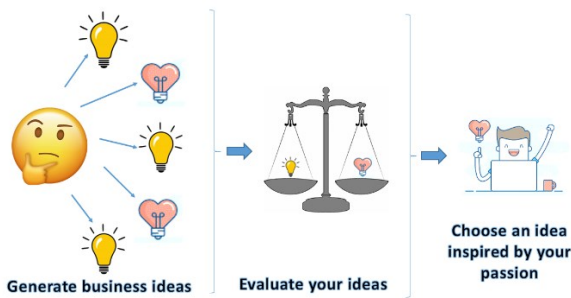 Generate business ideas
Evaluate your ideas
Choose an idea
inspired by your
passion